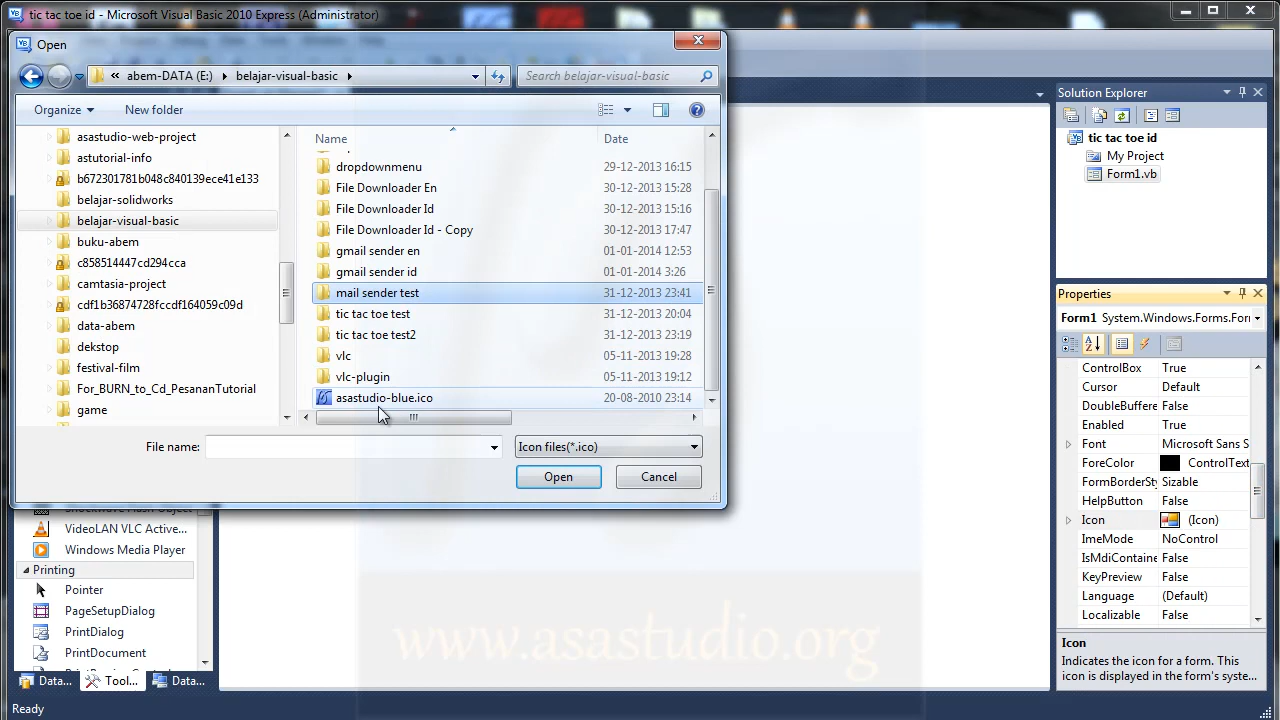 tic tac toe id - Microsoft Visual Basic 2010 Express (Administrator)
Open
abem-DATA (E:)
belajar-visual-basic
Search belajar-visual-basic
Organize
New folder
asastudio-web-project
astutorial-info
b672301781b048c840139ece41e133
belajar-solidworks
belajar-visual-basic
buku-abem
c858514447cd294cca
camtasia-project
cdf1b36874728fccdf164059c09d
data-abem
dekstop
festival-film
For_BURN_to_Cd_PesananTutorial
game
Name Date
dropdownmenu 29-12-2013 16:15
File Downloader En 30-12-2013 15:28
File Downloader Id 30-12-2013 15:16
File Downloader Id - Copy 30-12-2013 17:47
gmail sender en 01-01-2014 12:53
gmail sender id 01-01-2014 3:26
mail sender test 31-12-2013 23:41
tic tac toe test 31-12-2013 20:04
tic tac toe test2 31-12-2013 23:19
vlc 05-11-2013 19:28
vlc-plugin 05-11-2013 19:12
asastudio-blue.ico 20-08-2010 23:14
File name: Icon files(*.ico)
Open Cancel
VideoLAN VLC Active...
Windows Media Player
Printing
Pointer
PageSetupDialog
PrintDialog
PrintDocument
Data... Tool... Data...
Ready
www.asastudio.org
Solution Explorer
tic tac toe id
My Project
Form1.vb
Properties
Form1 System.Windows.Forms.For
ControlBox True
Cursor Default
DoubleBuffere False
Enabled True
Font Microsoft Sans S
ForeColor ControlText
FormBorderSty Sizable
HelpButton False
Icon (Icon)
ImeMode NoControl
IsMdiContaine False
KeyPreview False
Language (Default)
Localizable False
Icon
Indicates the icon for a form. This
icon is displayed in the form's syste...